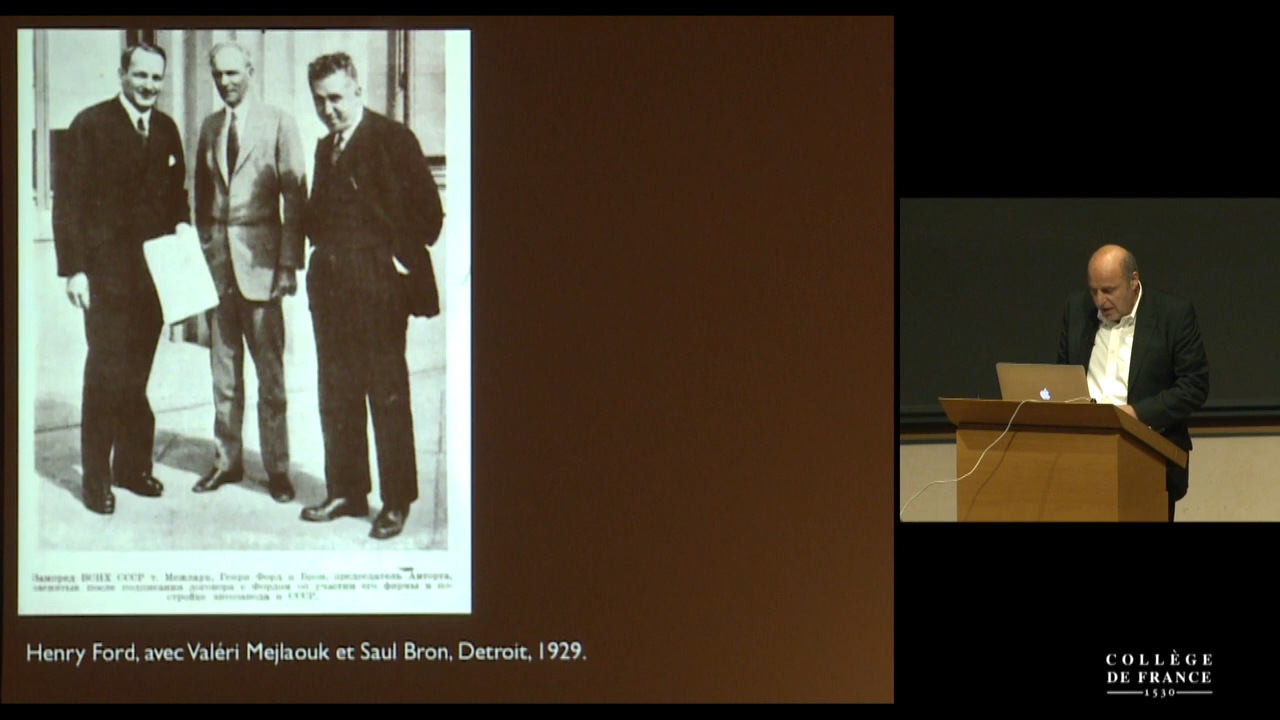 Зампред ВСНХ СССР т. Межлаук, Генри Форд и Брон, председатель Амторга,
после подписания договора с Фордом об участии его фирмы в по-
стройке автозавода в СССР.
Henry Ford, avec Valéri Mejlaouk et Saul Bron, Detroit, 1929.
COLLÈGE
DE FRANCE
1530